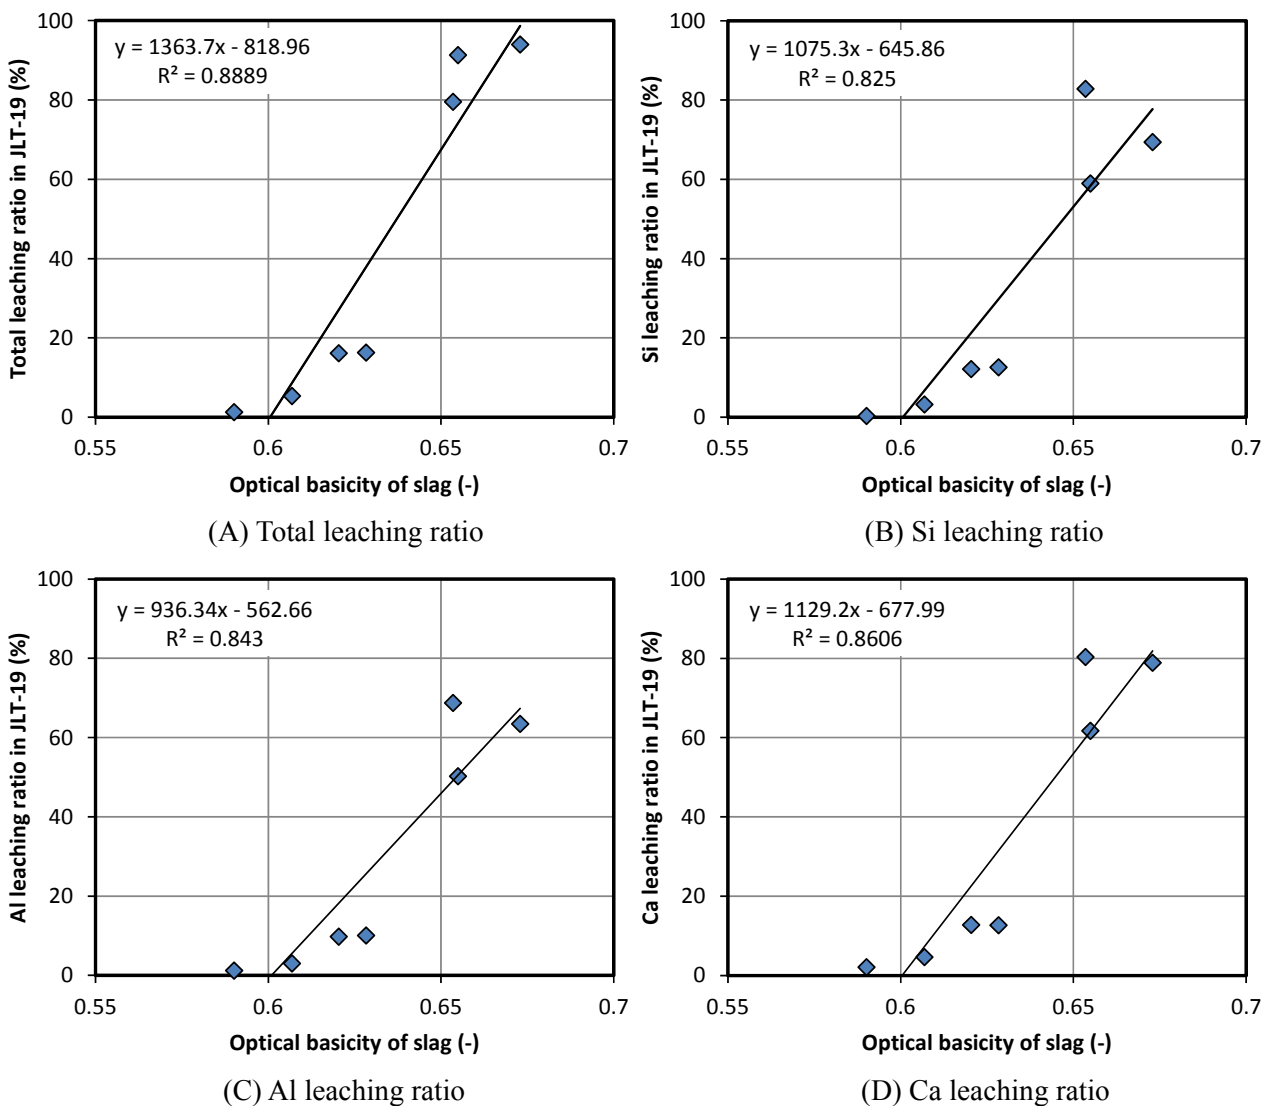 Total leaching ratio in JLT-19 (%)
100
80
60
40
20
0
y = 1363.7x - 818.96
R² = 0.8889
0.55 0.6 0.65 0.7
Optical basicity of slag (-)
(A) Total leaching ratio
Si leaching ratio in JLT-19 (%)
100
80
60
40
20
0
y = 1075.3x - 645.86
R² = 0.825
0.55 0.6 0.65 0.7
Optical basicity of slag (-)
(B) Si leaching ratio
Al leaching ratio in JLT-19 (%)
100
80
60
40
20
0
y = 936.34x - 562.66
R² = 0.843
0.55 0.6 0.65 0.7
Optical basicity of slag (-)
(C) Al leaching ratio
Ca leaching ratio in JLT-19 (%)
100
80
60
40
20
0
y = 1129.2x - 677.99
R² = 0.8606
0.55 0.6 0.65 0.7
Optical basicity of slag (-)
(D) Ca leaching ratio